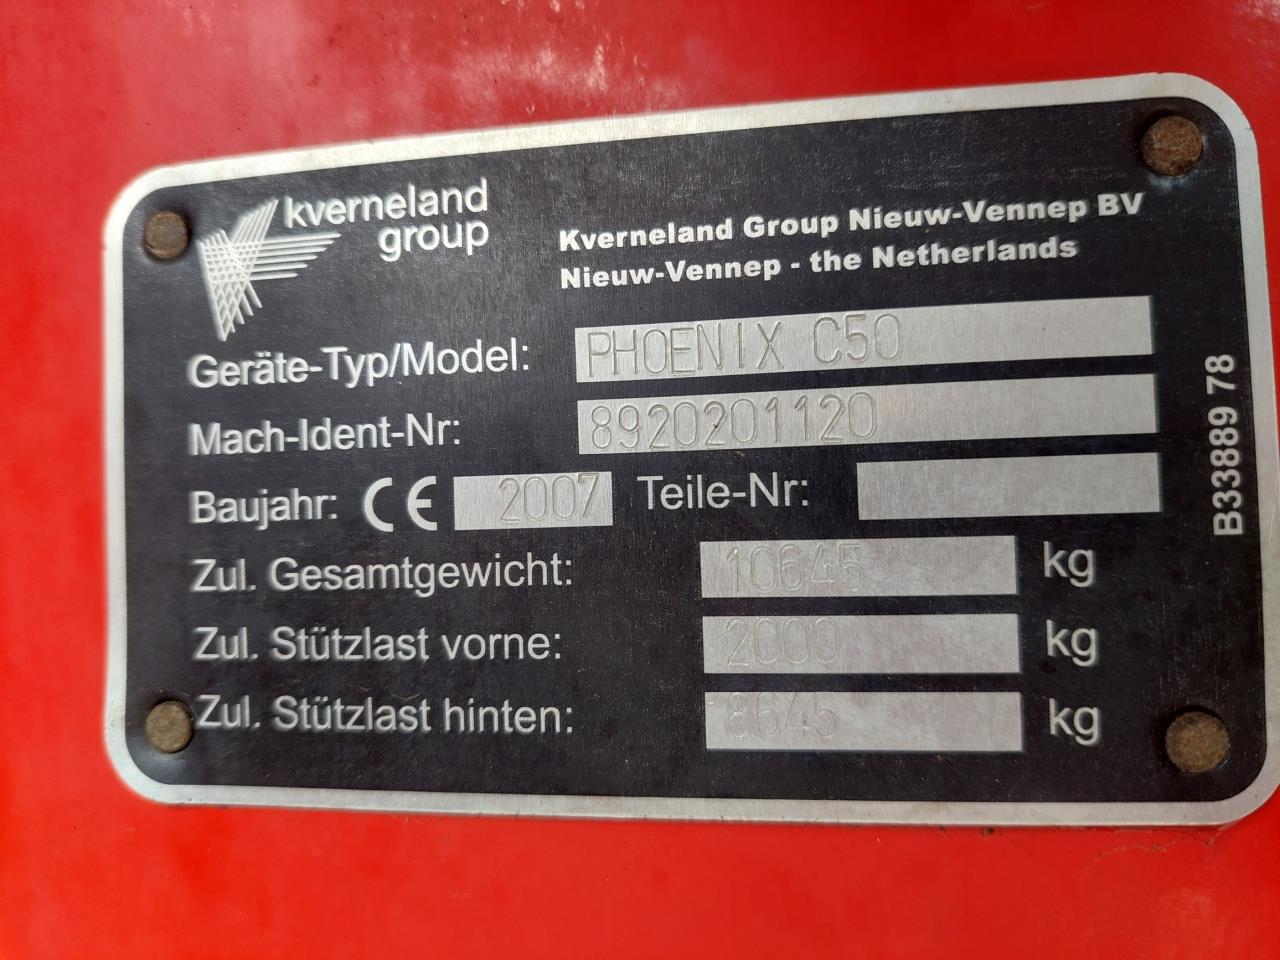 kverneland
group
Kverneland Group Nieuw-Vennep BV
Nieuw-Vennep - the Netherlands
Geräte-Typ/Model: PHOENIX C50
Mach-Ident-Nr: 8920201120
Baujahr: CE 2007 Teile-Nr:
Zul. Gesamtgewicht: 10645 kg
Zul. Stützlast vorne: 2000 kg
Zul. Stützlast hinten: 8645 kg
B33889 78